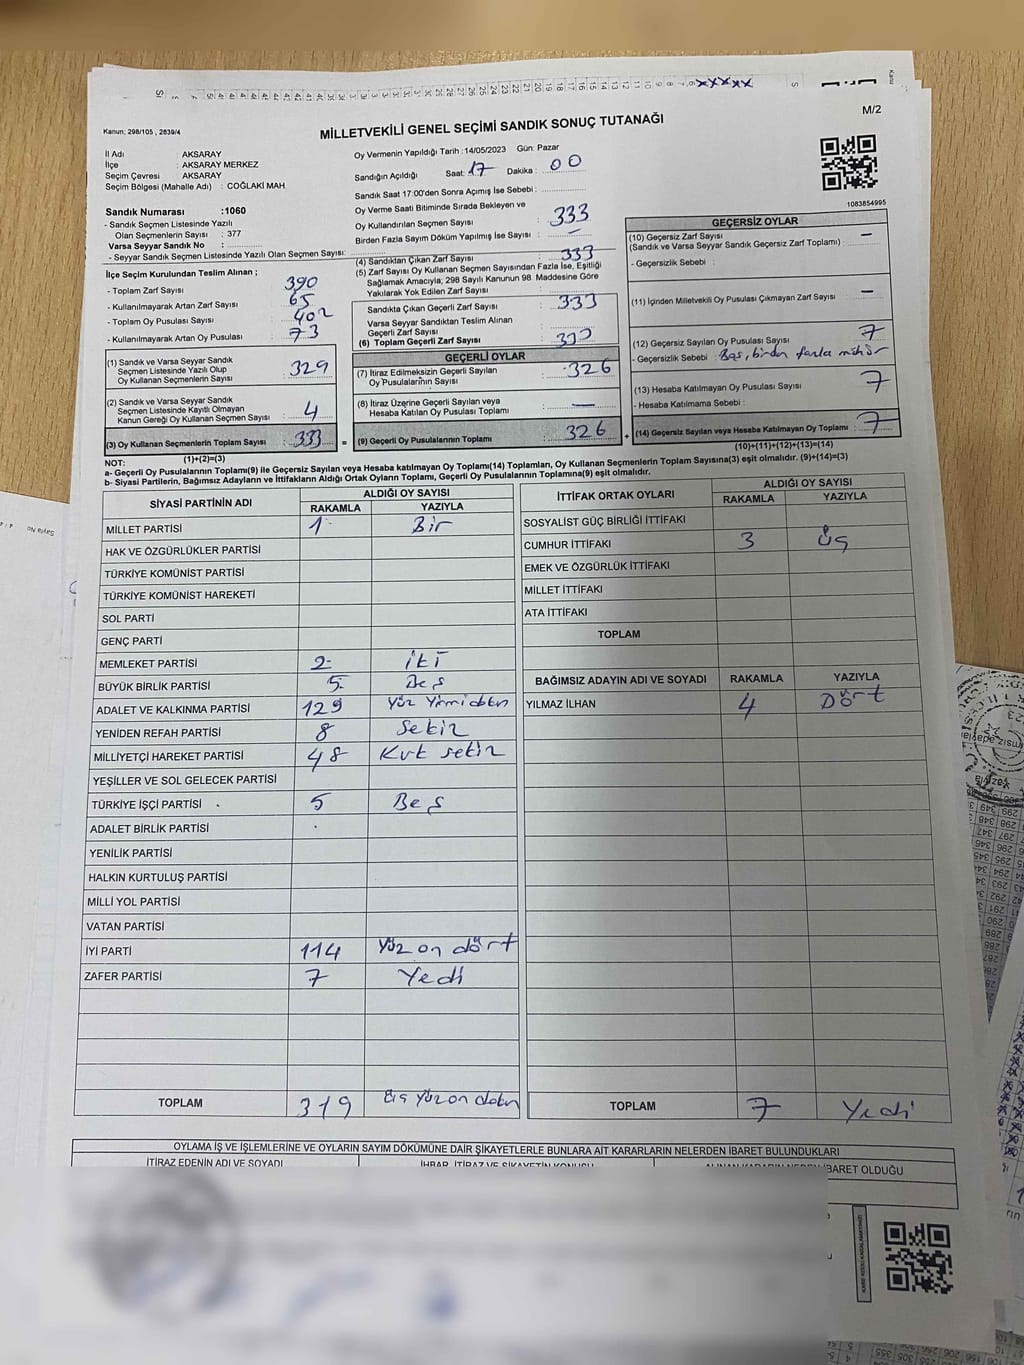 M/2
Kanun: 298/105 , 2839/4
MİLLETVEKİLİ GENEL SEÇİMİ SANDIK SONUÇ TUTANAĞI
İl Adı : AKSARAY
İlçe : AKSARAY MERKEZ
Seçim Çevresi : AKSARAY
Seçim Bölgesi (Mahalle Adı) : COĞLAKİ MAH
Sandık Numarası :1060
- Sandık Seçmen Listesinde Yazılı
Olan Seçmenlerin Sayısı : 377
Varsa Seyyar Sandık No :
- Seyyar Sandık Seçmen Listesinde Yazılı Olan Seçmen Sayısı:
İlçe Seçim Kurulundan Teslim Alınan ;
- Toplam Zarf Sayısı : 390
- Kullanılmayarak Artan Zarf Sayısı : 65
- Toplam Oy Pusulası Sayısı : 402
- Kullanılmayarak Artan Oy Pusulası : 73
(1) Sandık ve Varsa Seyyar Sandık
Seçmen Listesinde Yazılı Olup
Oy Kullanan Seçmenlerin Sayısı : 329
(2) Sandık ve Varsa Seyyar Sandık
Seçmen Listesinde Kayıtlı Olmayan
Kanun Gereği Oy Kullanan Seçmen Sayısı : 4
(3) Oy Kullanan Seçmenlerin Toplam Sayısı : 333
(1)+(2)=(3)
Oy Vermenin Yapıldığı Tarih :14/05/2023 Gün: Pazar
Sandığın Açıldığı Saat: 17 Dakika : 00
Sandık Saat 17:00'den Sonra Açımış İse Sebebi :
Oy Verme Saati Bitiminde Sırada Bekleyen ve
Oy Kullandırılan Seçmen Sayısı : 333
Birden Fazla Sayım Döküm Yapılmış İse Sayısı : —
(4) Sandıktan Çıkan Zarf Sayısı : 333
(5) Zarf Sayısı Oy Kullanan Seçmen Sayısından Fazla İse, Eşitliği
Sağlamak Amacıyla; 298 Sayılı Kanunun 98. Maddesine Göre
Yakılarak Yok Edilen Zarf Sayısı :
Sandıkta Çıkan Geçerli Zarf Sayısı : 333
Varsa Seyyar Sandıktan Teslim Alınan
Geçerli Zarf Sayısı
(6) Toplam Geçerli Zarf Sayısı : 333
GEÇERLİ OYLAR
(7) İtiraz Edilmeksizin Geçerli Sayılan
Oy Pusulalarının Sayısı : 326
(8) İtiraz Üzerine Geçerli Sayılan veya
Hesaba Katılan Oy Pusulası Toplamı : —
= (9) Geçerli Oy Pusulalarının Toplamı : 326
1083854995
GEÇERSİZ OYLAR
(10) Geçersiz Zarf Sayısı : —
(Sandık ve Varsa Seyyar Sandık Geçersiz Zarf Toplamı)
- Geçersizlik Sebebi :
(11) İçinden Milletvekili Oy Pusulası Çıkmayan Zarf Sayısı : —
(12) Geçersiz Sayılan Oy Pusulası Sayısı : 7
- Geçersizlik Sebebi : Boş, birden fazla mühür
(13) Hesaba Katılmayan Oy Pusulası Sayısı : 7
- Hesaba Katılmama Sebebi :
+ (14) Geçersiz Sayılan veya Hesaba Katılmayan Oy Toplamı : 7
(10)+(11)+(12)+(13)=(14)
NOT:
a- Geçerli Oy Pusulaları Toplamı(9) ile Geçersiz Sayılan veya Hesaba katılmayan Oy Toplamı(14) Toplamları, Oy Kullanan Seçmenlerin Toplam Sayısına(3) eşit olmalıdır. (9)+(14)=(3)
b- Siyasi Partilerin, Bağımsız Adayların ve İttifakların Aldığı Ortak Oyların Toplamı, Geçerli Oy Pusulalarının Toplamına(9) eşit olmalıdır.
SİYASİ PARTİNİN ADI ALDIĞI OY SAYISI
RAKAMLA YAZIYLA
MİLLET PARTİSİ 1 Bir
HAK VE ÖZGÜRLÜKLER PARTİSİ
TÜRKİYE KOMÜNİST PARTİSİ
TÜRKİYE KOMÜNİST HAREKETİ
SOL PARTİ
GENÇ PARTİ
MEMLEKET PARTİSİ 2 iki
BÜYÜK BİRLİK PARTİSİ 5 Beş
ADALET VE KALKINMA PARTİSİ 129 Yüz Yirmi dokuz
YENİDEN REFAH PARTİSİ 8 Sekiz
MİLLİYETÇİ HAREKET PARTİSİ 48 Kırk sekiz
YEŞİLLER VE SOL GELECEK PARTİSİ
TÜRKİYE İŞÇİ PARTİSİ 5 Beş
ADALET BİRLİK PARTİSİ
YENİLİK PARTİSİ
HALKIN KURTULUŞ PARTİSİ
MİLLİ YOL PARTİSİ
VATAN PARTİSİ
İYİ PARTİ 114 Yüz on dört
ZAFER PARTİSİ 7 Yedi
TOPLAM 319 Üç Yüz on dokuz
İTTİFAK ORTAK OYLARI ALDIĞI OY SAYISI
RAKAMLA YAZIYLA
SOSYALİST GÜÇ BİRLİĞİ İTTİFAKI
CUMHUR İTTİFAKI 3 Üç
EMEK VE ÖZGÜRLÜK İTTİFAKI
MİLLET İTTİFAKI
ATA İTTİFAKI
TOPLAM
BAĞIMSIZ ADAYIN ADI VE SOYADI RAKAMLA YAZIYLA
YILMAZ İLHAN 4 Dört
TOPLAM 7 Yedi
OYLAMA İŞ VE İŞLEMLERİNE VE OYLARIN SAYIM DÖKÜMÜNE DAİR ŞİKAYETLERLE BUNLARA AİT KARARLARIN NELERDEN İBARET BULUNDUKLARI
İTİRAZ EDENİN ADI VE SOYADI İHBAR, İTİRAZ VE ŞİKAYETİN KONUSU ALINAN KARARIN NEDEN İBARET OLDUĞU